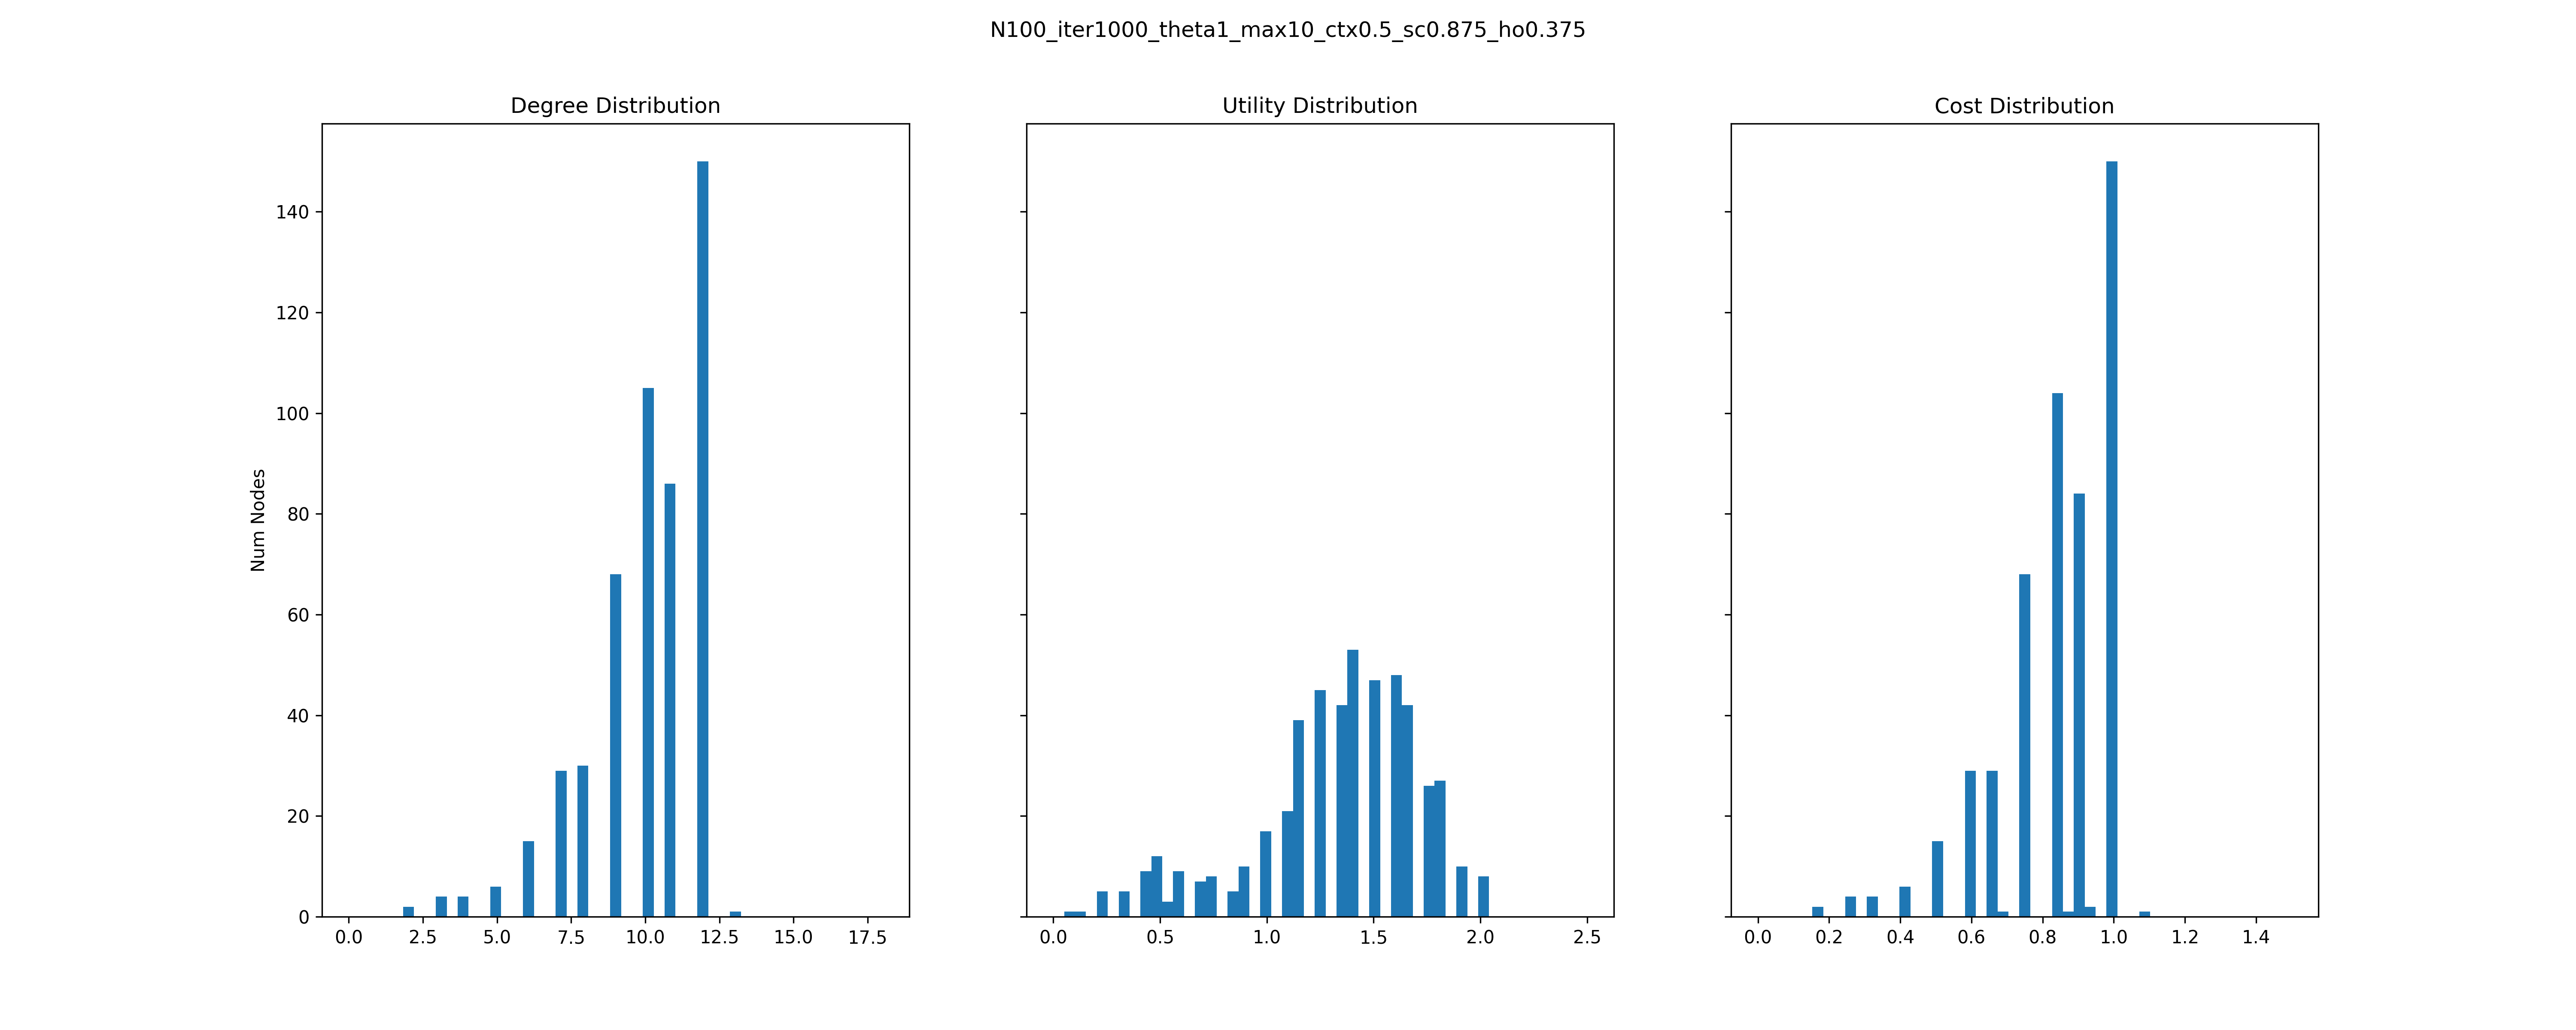 N100_iter1000_theta1_max10_ctx0.5_sc0.875_ho0.375
Degree Distribution
Num Nodes
140
120
100
80
60
40
20
0
0.0 2.5 5.0 7.5 10.0 12.5 15.0 17.5
Utility Distribution
0.0 0.5 1.0 1.5 2.0 2.5
Cost Distribution
0.0 0.2 0.4 0.6 0.8 1.0 1.2 1.4